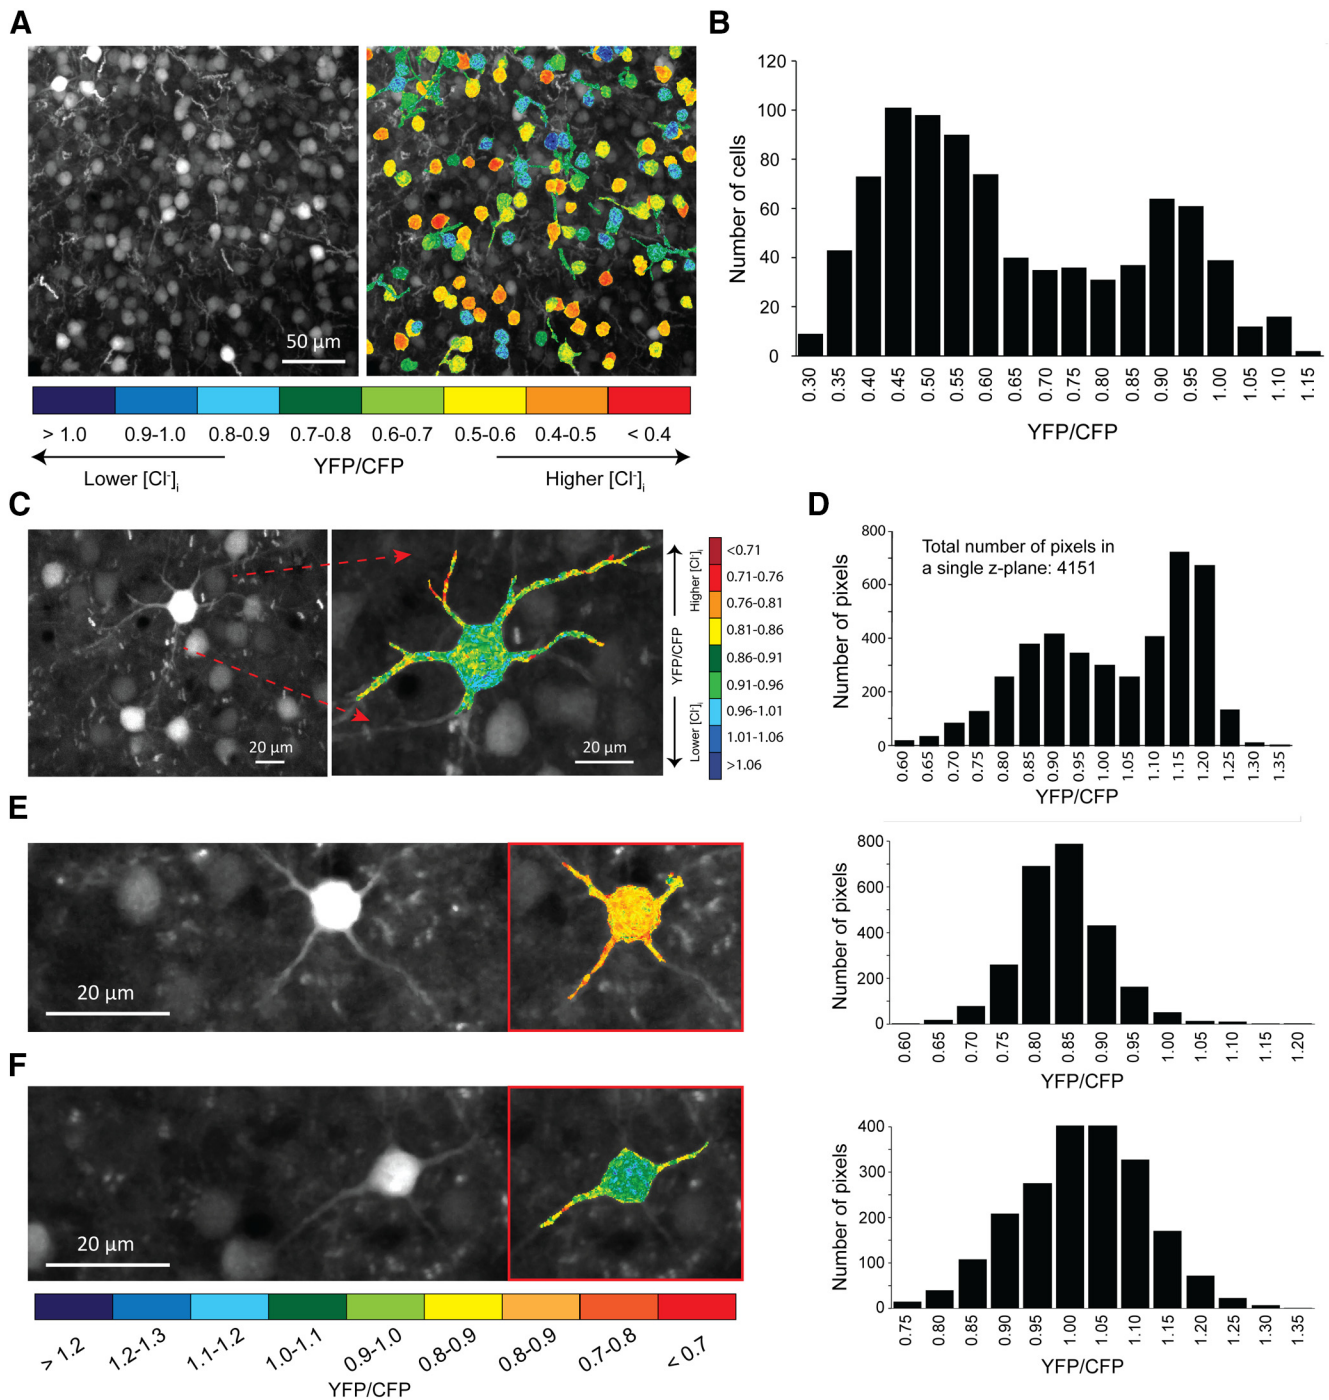 A
50 µm
> 1.0 0.9-1.0 0.8-0.9 0.7-0.8 0.6-0.7 0.5-0.6 0.4-0.5 < 0.4
Lower [Cl-]i YFP/CFP Higher [Cl-]i
B
Number of cells
120
100
80
60
40
20
0
0.30 0.35 0.40 0.45 0.50 0.55 0.60 0.65 0.70 0.75 0.80 0.85 0.90 0.95 1.00 1.05 1.10 1.15
YFP/CFP
C
20 µm
20 µm
Higher [Cl-]i
YFP/CFP
Lower [Cl-]i
<0.71
0.71-0.76
0.76-0.81
0.81-0.86
0.86-0.91
0.91-0.96
0.96-1.01
1.01-1.06
>1.06
D
Total number of pixels in
a single z-plane: 4151
Number of pixels
800
600
400
200
0
0.60 0.65 0.70 0.75 0.80 0.85 0.90 0.95 1.00 1.05 1.10 1.15 1.20 1.25 1.30 1.35
YFP/CFP
E
20 µm
Number of pixels
800
600
400
200
0
0.60 0.65 0.70 0.75 0.80 0.85 0.90 0.95 1.00 1.05 1.10 1.15 1.20
YFP/CFP
F
20 µm
> 1.2 1.2-1.3 1.1-1.2 1.0-1.1 0.9-1.0 0.8-0.9 0.8-0.9 0.7-0.8 < 0.7
YFP/CFP
Number of pixels
400
300
200
100
0
0.75 0.80 0.85 0.90 0.95 1.00 1.05 1.10 1.15 1.20 1.25 1.30 1.35
YFP/CFP